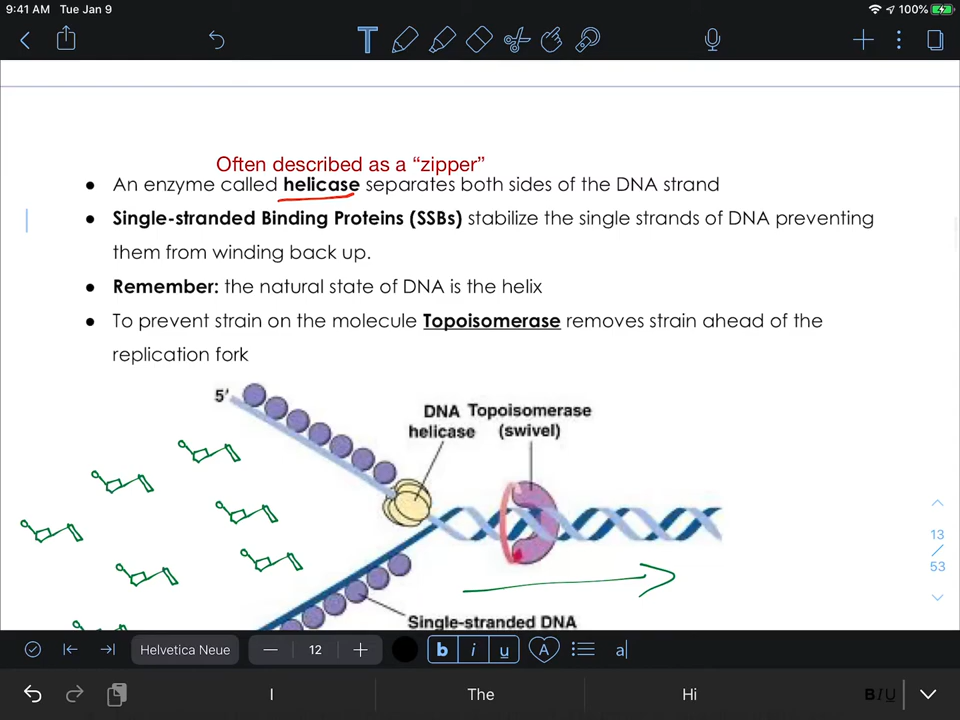 9:41 AM Tue Jan 9
100%
Often described as a “zipper”
● An enzyme called helicase separates both sides of the DNA strand
● Single-stranded Binding Proteins (SSBs) stabilize the single strands of DNA preventing
them from winding back up.
● Remember: the natural state of DNA is the helix
● To prevent strain on the molecule Topoisomerase removes strain ahead of the
replication fork
5′
DNA Topoisomerase
helicase (swivel)
Single-stranded DNA
13
/
53
Helvetica Neue
12
b i u A a
I The Hi BIU